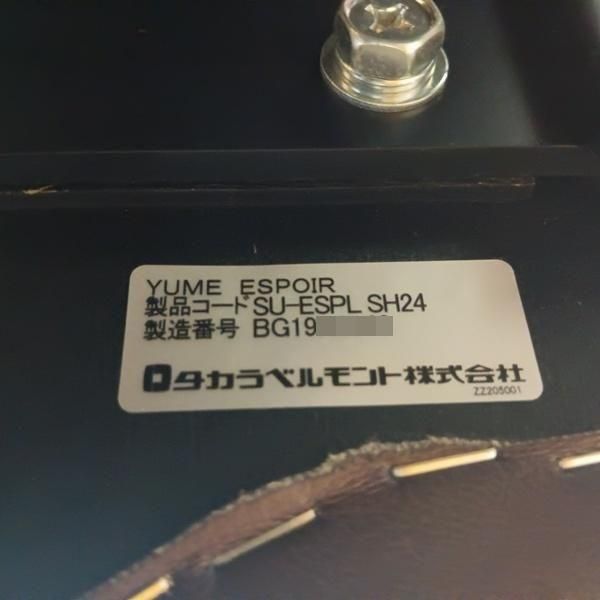 YUME ESPOIR
製品コード SU-ESPL SH24
製造番号 BG19
タカラベルモント株式会社
ZZ205001